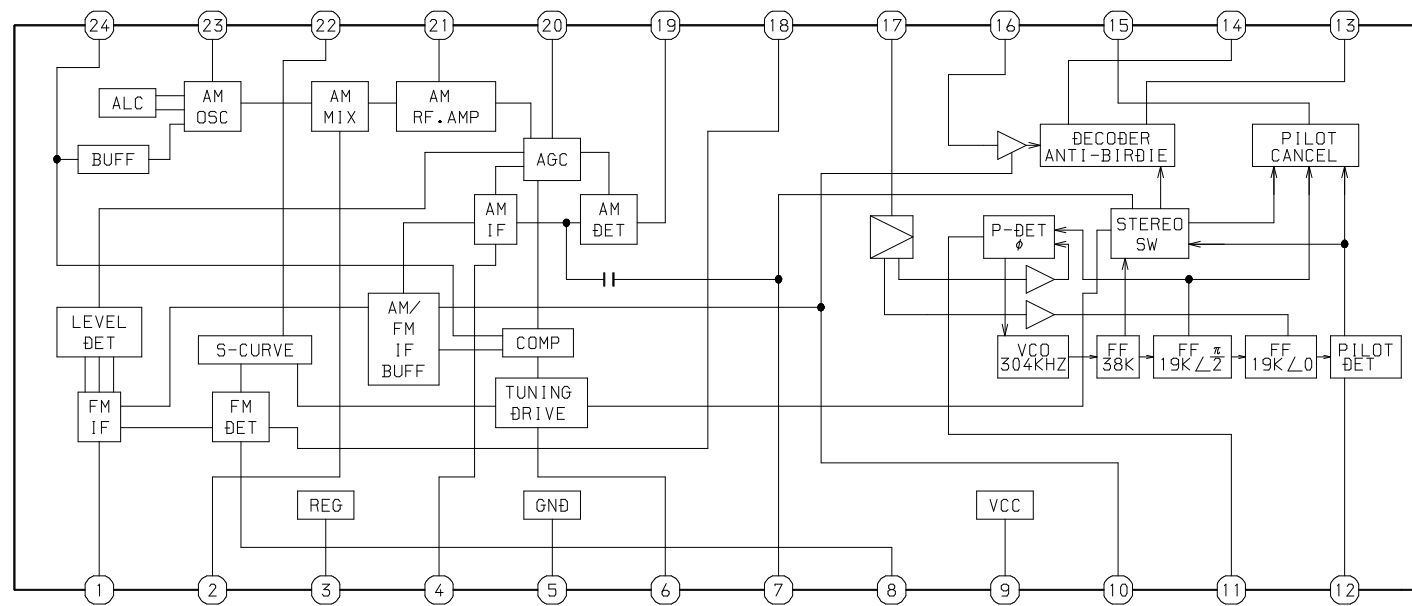 24 23 22 21 20 19 18 17 16 15 14 13
ALC
AM
OSC
AM
MIX
AM
RF.AMP
BUFF
AGC
DECODER
ANTI-BIRDIE
PILOT
CANCEL
AM
IF
AM
DET
P-DET
φ
STEREO
SW
LEVEL
DET
S-CURVE
AM/
FM
IF
BUFF
COMP
VCO
304KHZ
FF
38K
FF
19K∠π/2
FF
19K∠0
PILOT
DET
FM
IF
FM
DET
TUNING
DRIVE
REG
GND
VCC
1 2 3 4 5 6 7 8 9 10 11 12